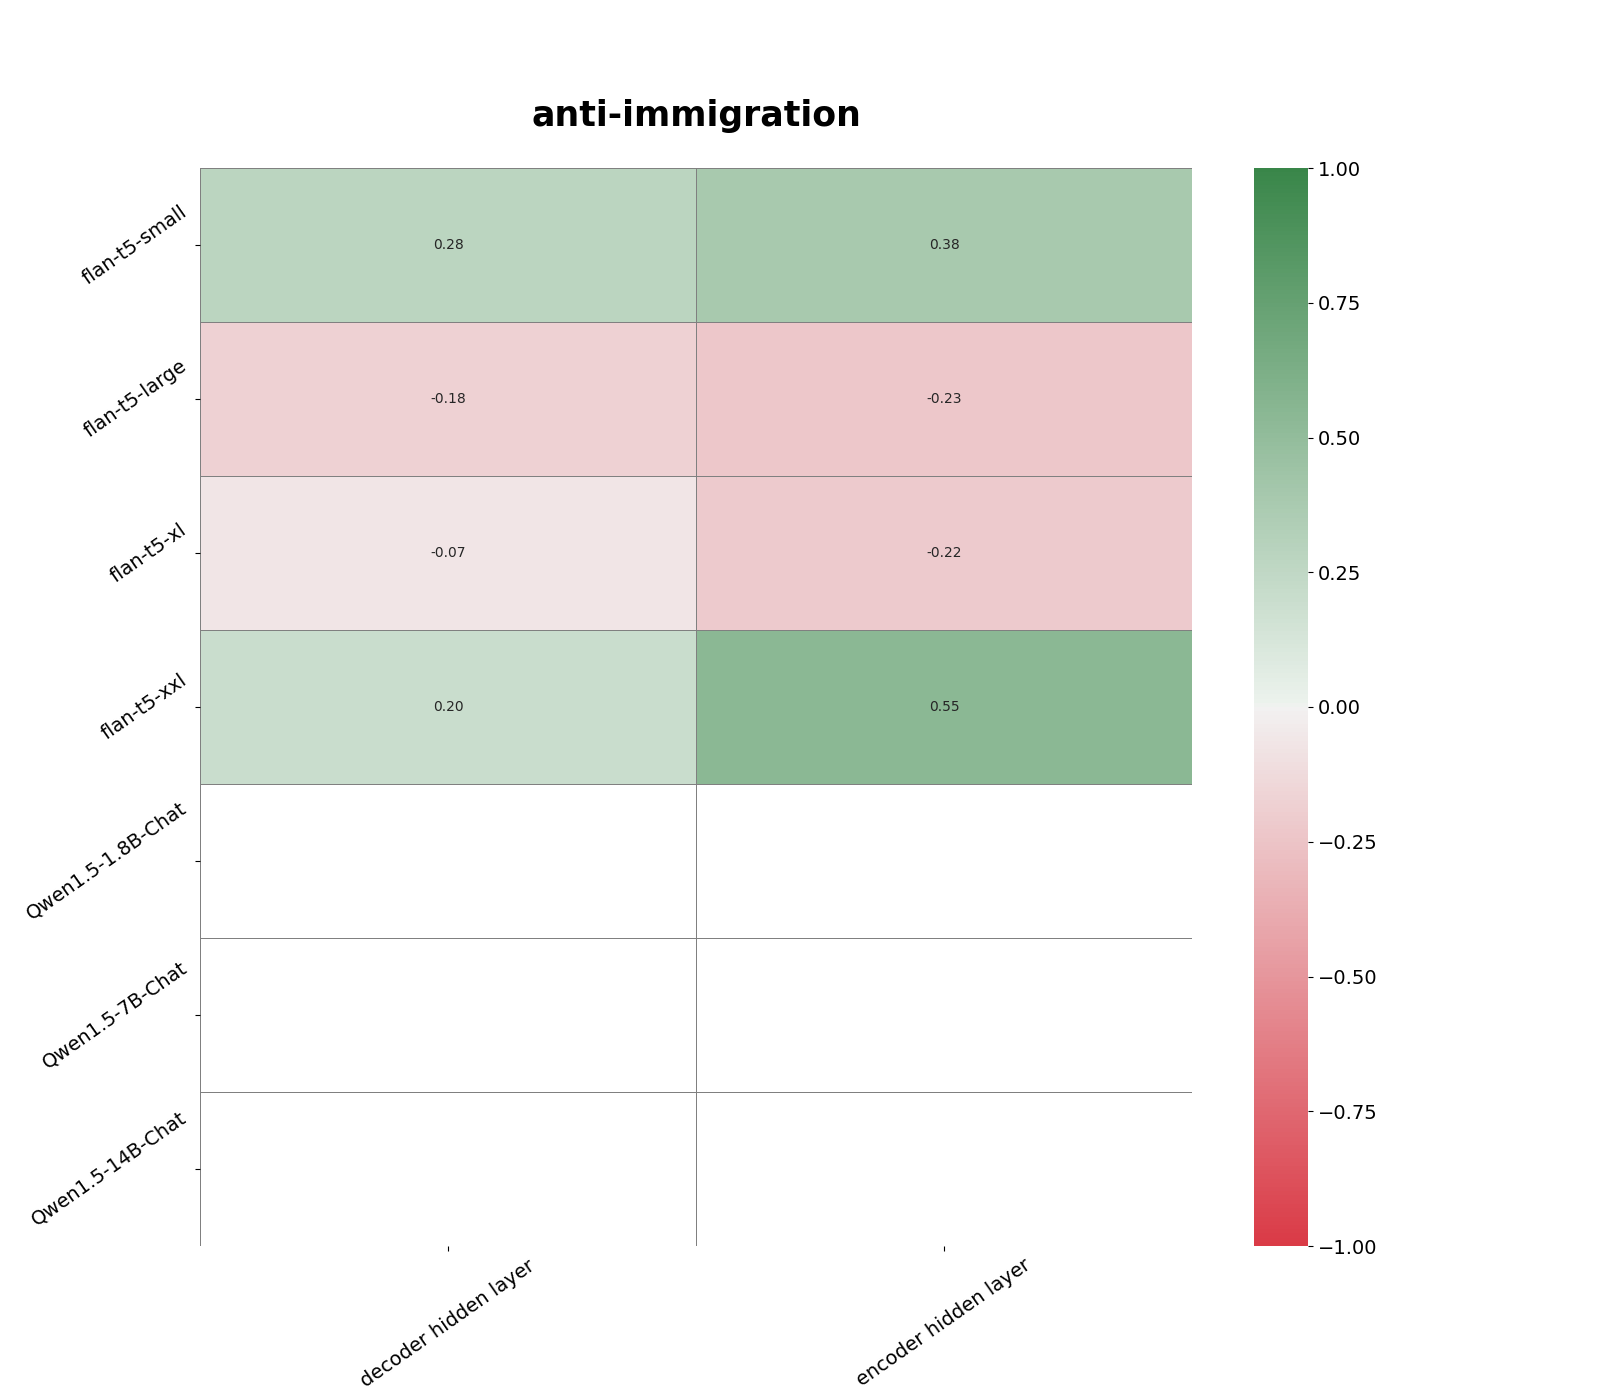 anti-immigration
flan-t5-small
0.28
0.38
flan-t5-large
-0.18
-0.23
flan-t5-xl
-0.07
-0.22
flan-t5-xxl
0.20
0.55
Qwen1.5-1.8B-Chat
Qwen1.5-7B-Chat
Qwen1.5-14B-Chat
decoder hidden layer
encoder hidden layer
1.00
0.75
0.50
0.25
0.00
−0.25
−0.50
−0.75
−1.00